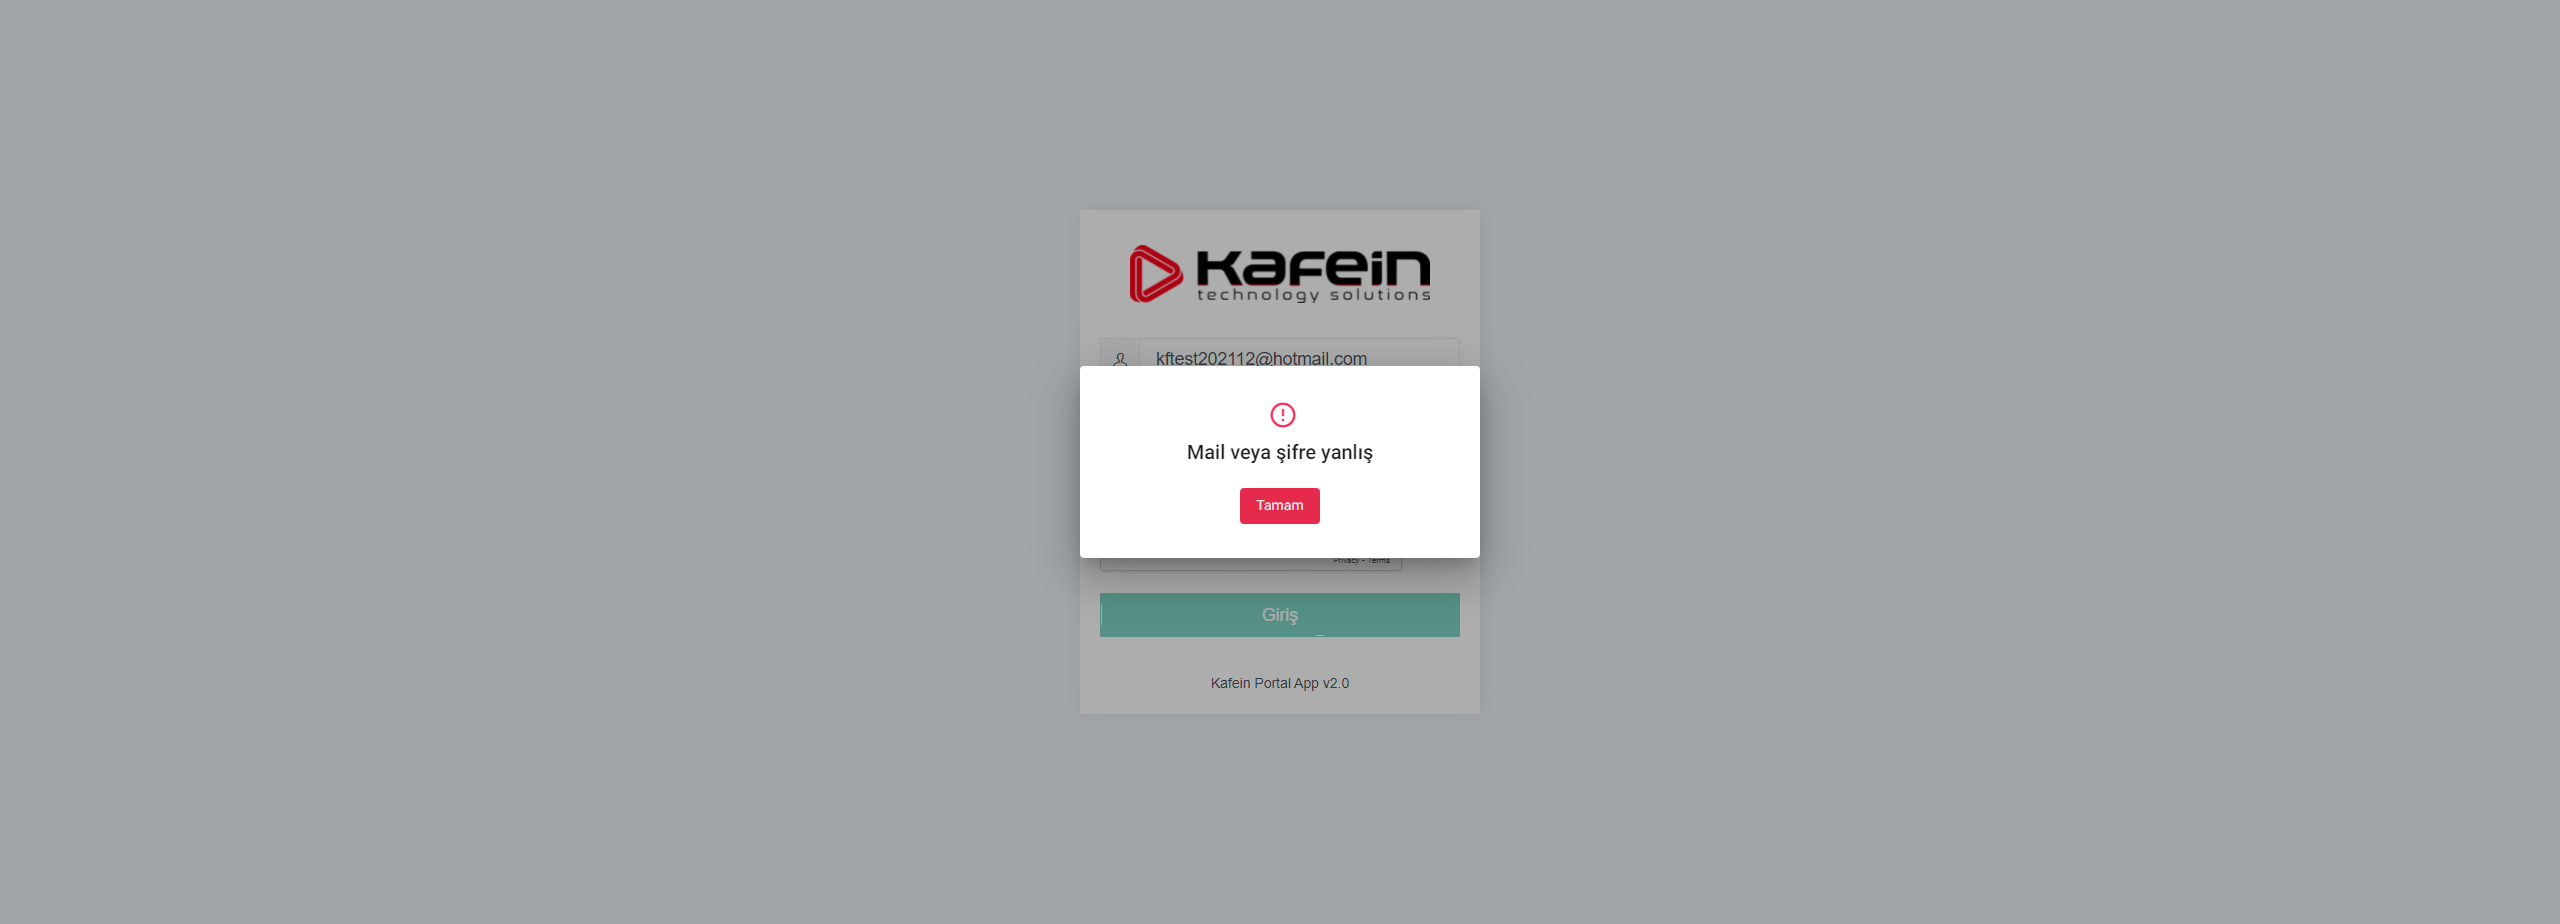 Kafein
technology solutions
kftest202112@hotmail.com
Mail veya şifre yanlış
Tamam
Privacy - Terms
Giriş
Kafein Portal App v2.0